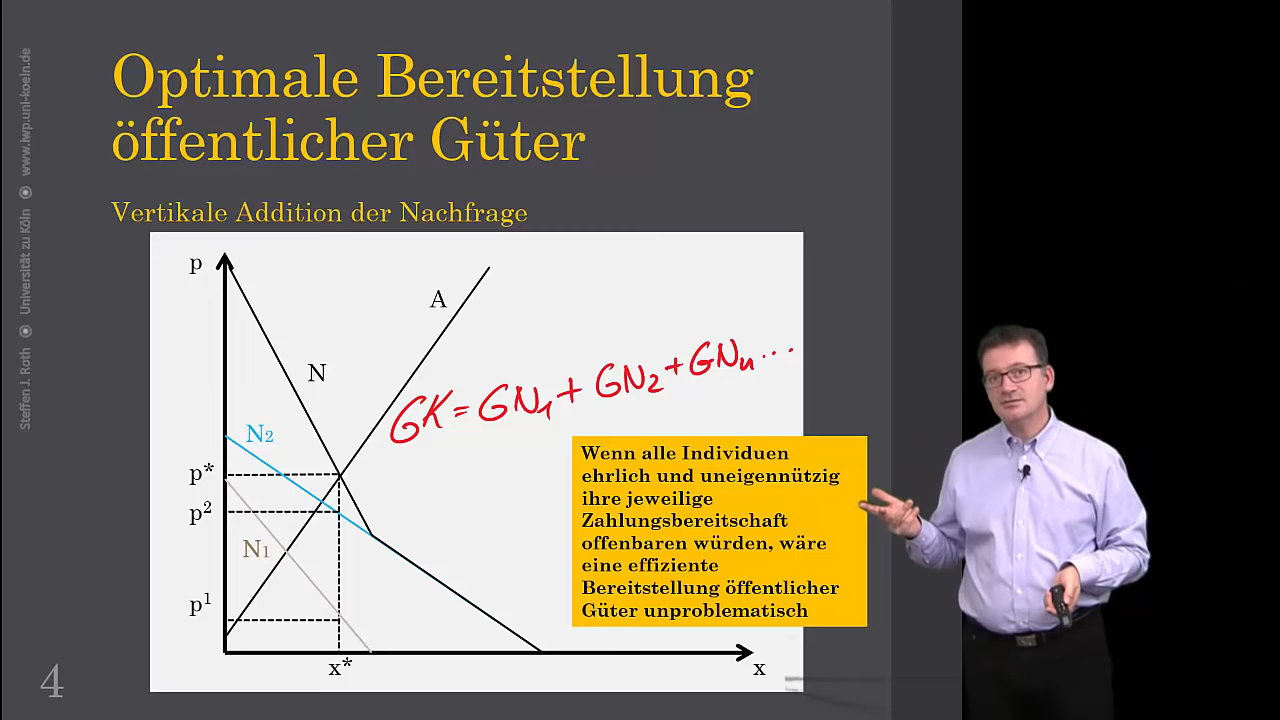 Optimale Bereitstellung
öffentlicher Güter
Vertikale Addition der Nachfrage
Steffen J. Roth ◉ Universität zu Köln ◉ www.iwp.uni-koeln.de
p
A
N
GK = GN1 + GN2 + GNn ...
N2
p*
p²
N1
p¹
x*
x
Wenn alle Individuen
ehrlich und uneigennützig
ihre jeweilige
Zahlungsbereitschaft
offenbaren würden, wäre
eine effiziente
Bereitstellung öffentlicher
Güter unproblematisch
4